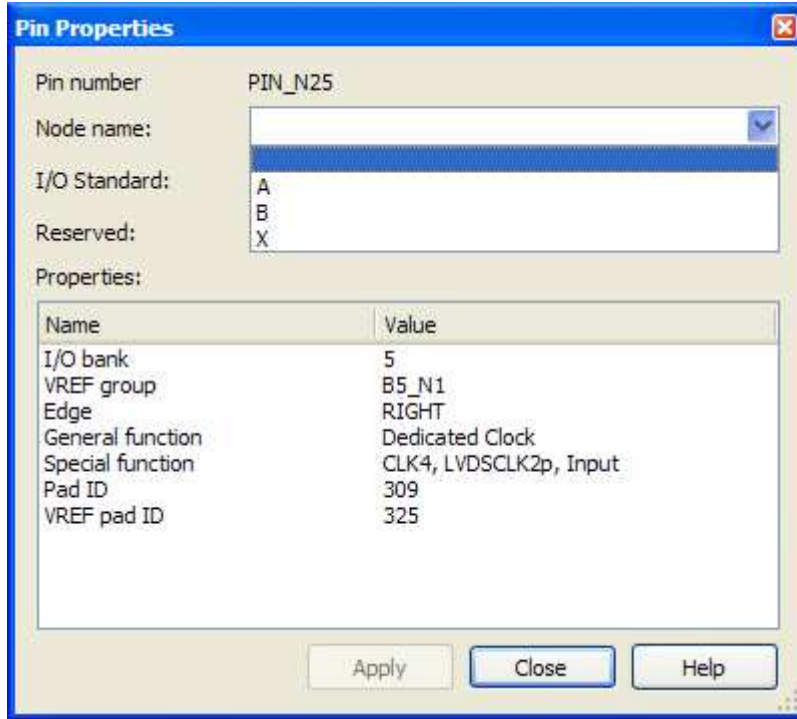 Pin Properties
Pin number PIN_N25
Node name:
I/O Standard:
A
B
Reserved:
X
Properties:
Name Value
I/O bank 5
VREF group B5_N1
Edge RIGHT
General function Dedicated Clock
Special function CLK4, LVDSCLK2p, Input
Pad ID 309
VREF pad ID 325
Apply Close Help